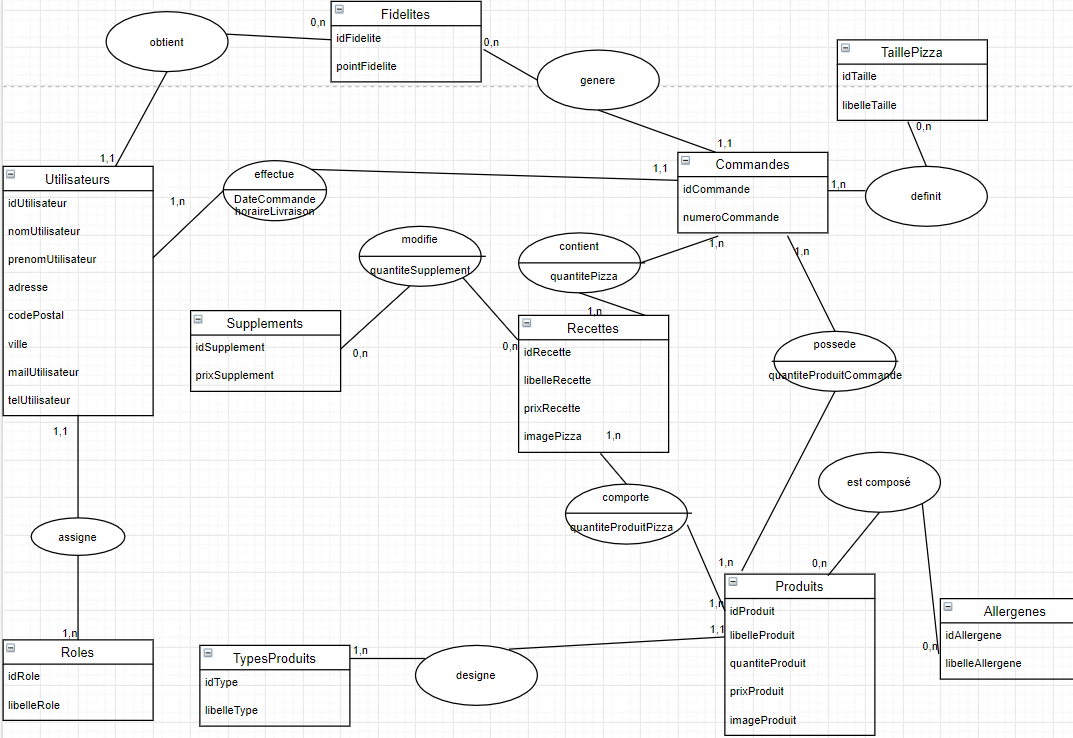 obtient
0,n
Fidelites
idFidelite
pointFidelite
0,n
genere
TaillePizza
idTaille
libelleTaille
0,n
1,1
1,1
Utilisateurs
idUtilisateur
nomUtilisateur
prenomUtilisateur
adresse
codePostal
ville
mailUtilisateur
telUtilisateur
1,n
effectue
DateCommande
horaireLivraison
1,1
Commandes
idCommande
numeroCommande
1,n
definit
modifie
quantiteSupplement
contient
quantitePizza
1,n
1,n
Supplements
idSupplement
prixSupplement
0,n
0,n
1,n
Recettes
idRecette
libelleRecette
prixRecette
imagePizza
1,n
possede
quantiteProduitCommande
1,1
assigne
comporte
quantiteProduitPizza
est composé
1,n
0,n
1,n
Produits
idProduit
libelleProduit
quantiteProduit
prixProduit
imageProduit
1,1
Allergenes
idAllergene
libelleAllergene
0,n
1,n
Roles
idRole
libelleRole
TypesProduits
idType
libelleType
1,n
designe